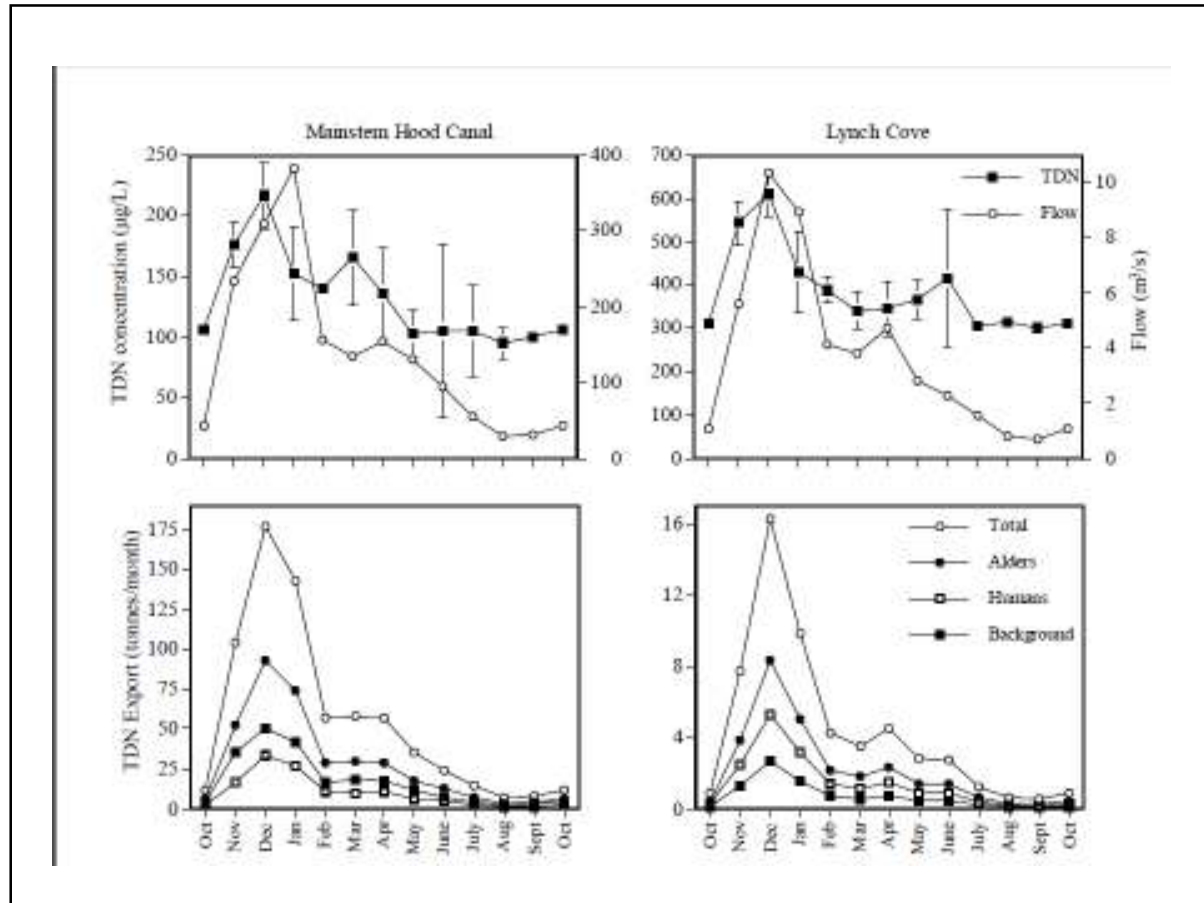 Mainstem Hood Canal
Lynch Cove
250
200
150
100
50
0
TDN concentration (µg/L)
400
300
200
100
0
700
600
500
400
300
200
100
0
10
8
6
4
2
0
Flow (m³/s)
TDN
Flow
175
150
125
100
75
50
25
0
TDN Export (tonnes/month)
16
12
8
4
0
Total
Alders
Humans
Background
Oct
Nov
Dec
Jan
Feb
Mar
Apr
May
June
July
Aug
Sept
Oct
Oct
Nov
Dec
Jan
Feb
Mar
Apr
May
June
July
Aug
Sept
Oct